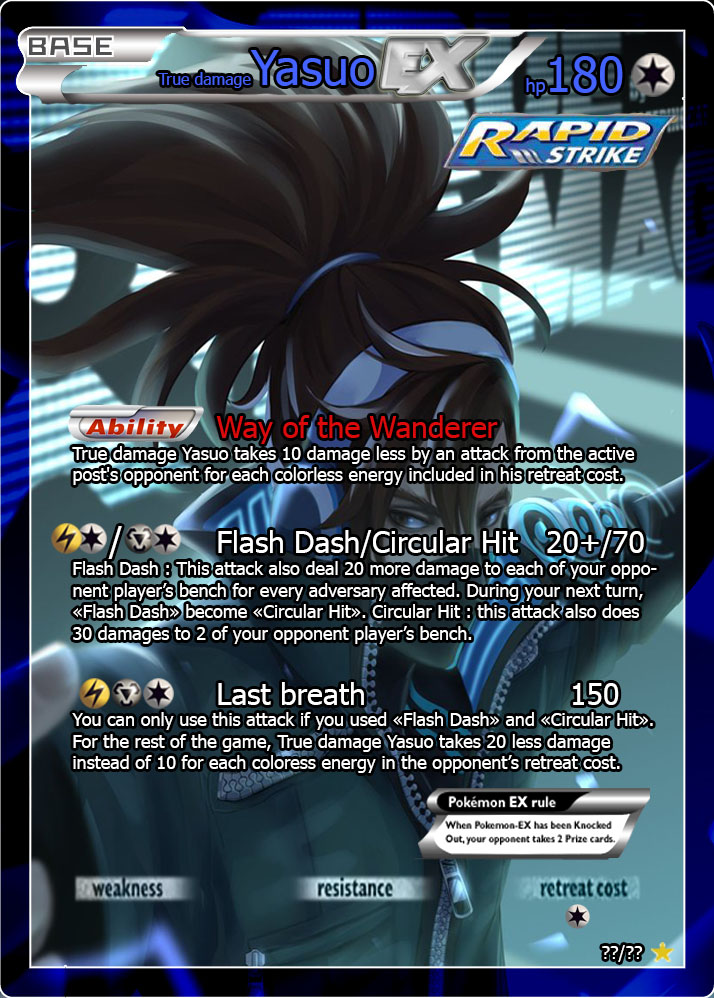 BASE
True damage Yasuo EX hp 180
RAPID
STRIKE
Ability Way of the Wanderer
True damage Yasuo takes 10 damage less by an attack from the active
post's opponent for each colorless energy included in his retreat cost.
/ Flash Dash/Circular Hit 20+/70
Flash Dash : This attack also deal 20 more damage to each of your oppo-
nent player's bench for every adversary affected. During your next turn,
«Flash Dash» become «Circular Hit». Circular Hit : this attack also does
30 damages to 2 of your opponent player's bench.
Last breath 150
You can only use this attack if you used «Flash Dash» and «Circular Hit».
For the rest of the game, True damage Yasuo takes 20 less damage
instead of 10 for each coloress energy in the opponent's retreat cost.
Pokémon EX rule
When Pokemon-EX has been Knocked
Out, your opponent takes 2 Prize cards.
weakness resistance retreat cost
??/??